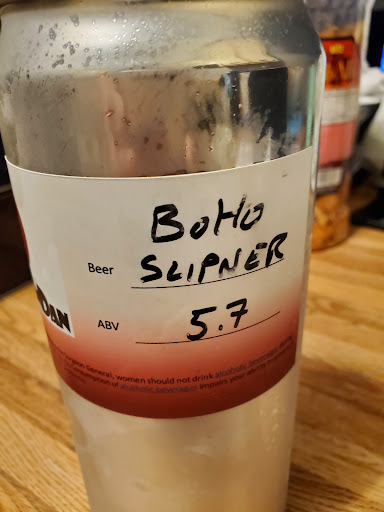 BoHo
Beer SLIPNER
DAN
ABV 5.7
Surgeon General, women should not drink alcoholic beverages during
consumption of alcoholic beverages impairs your ability